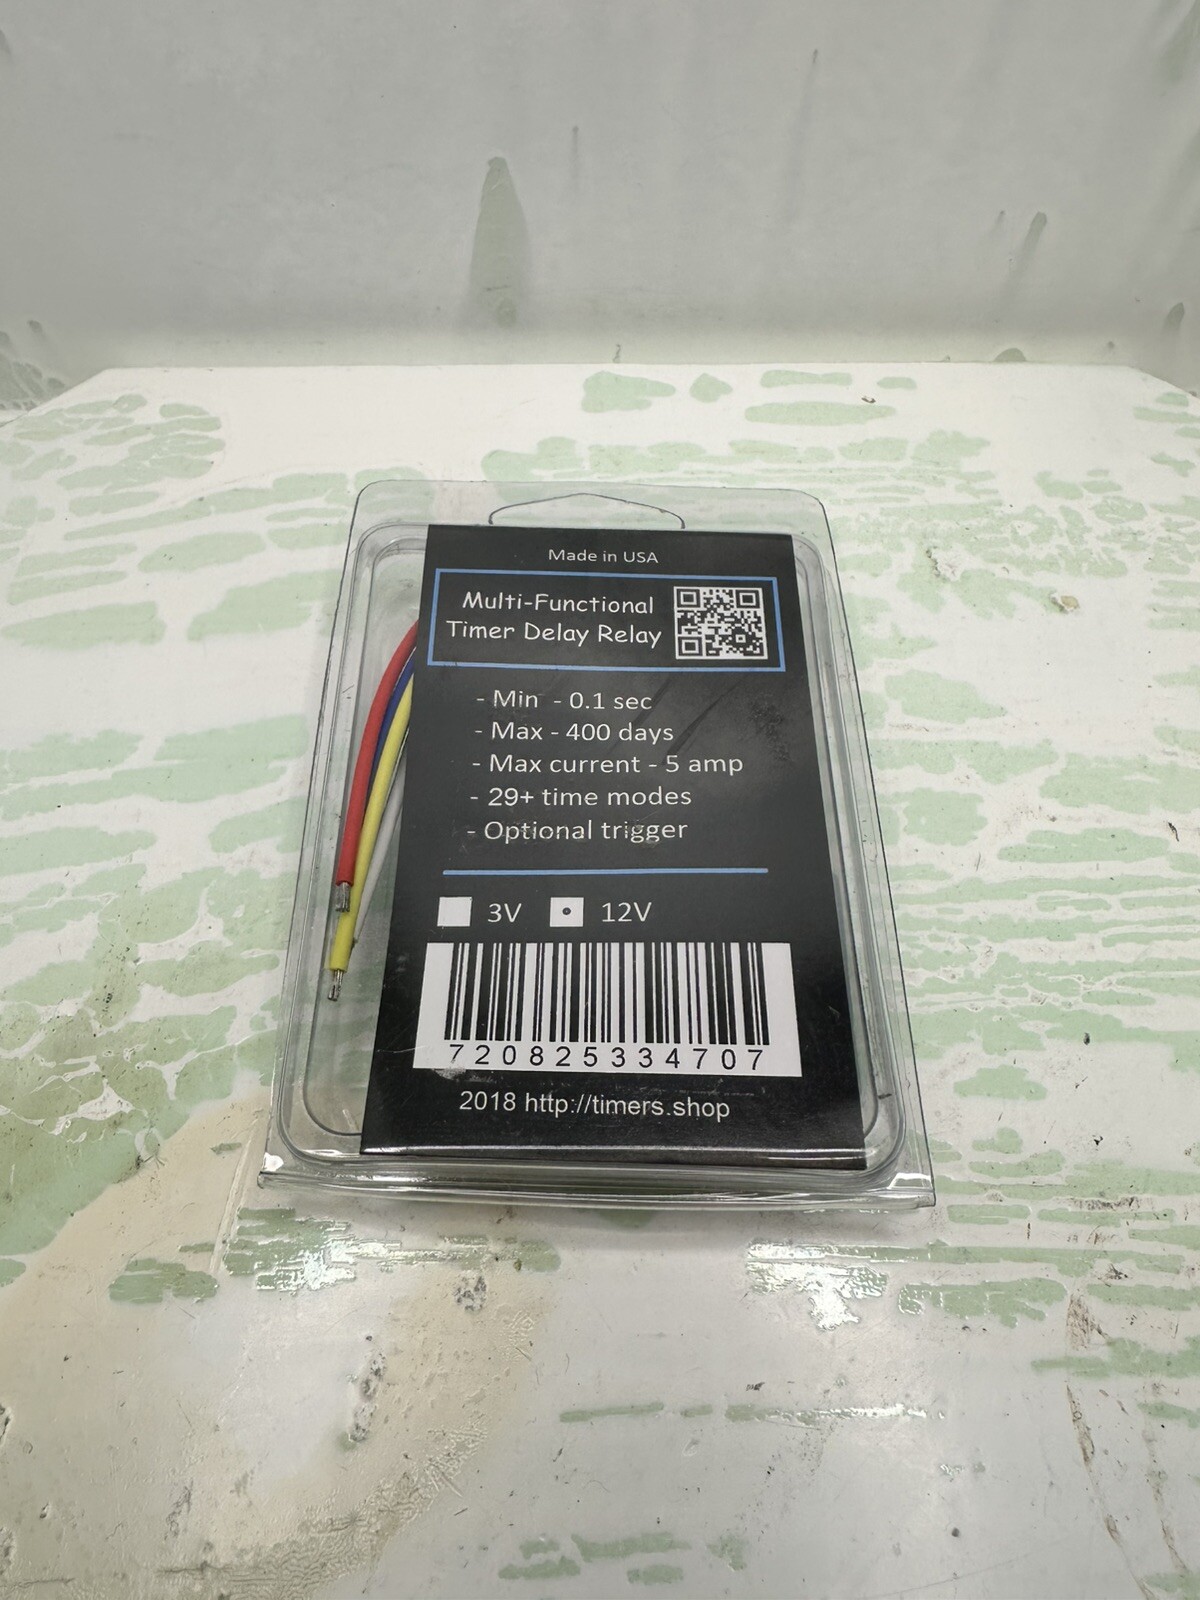 Made in USA
Multi-Functional
Timer Delay Relay
- Min - 0.1 sec
- Max - 400 days
- Max current - 5 amp
- 29+ time modes
- Optional trigger
3V 12V
720825334707
2018 http://timers.shop